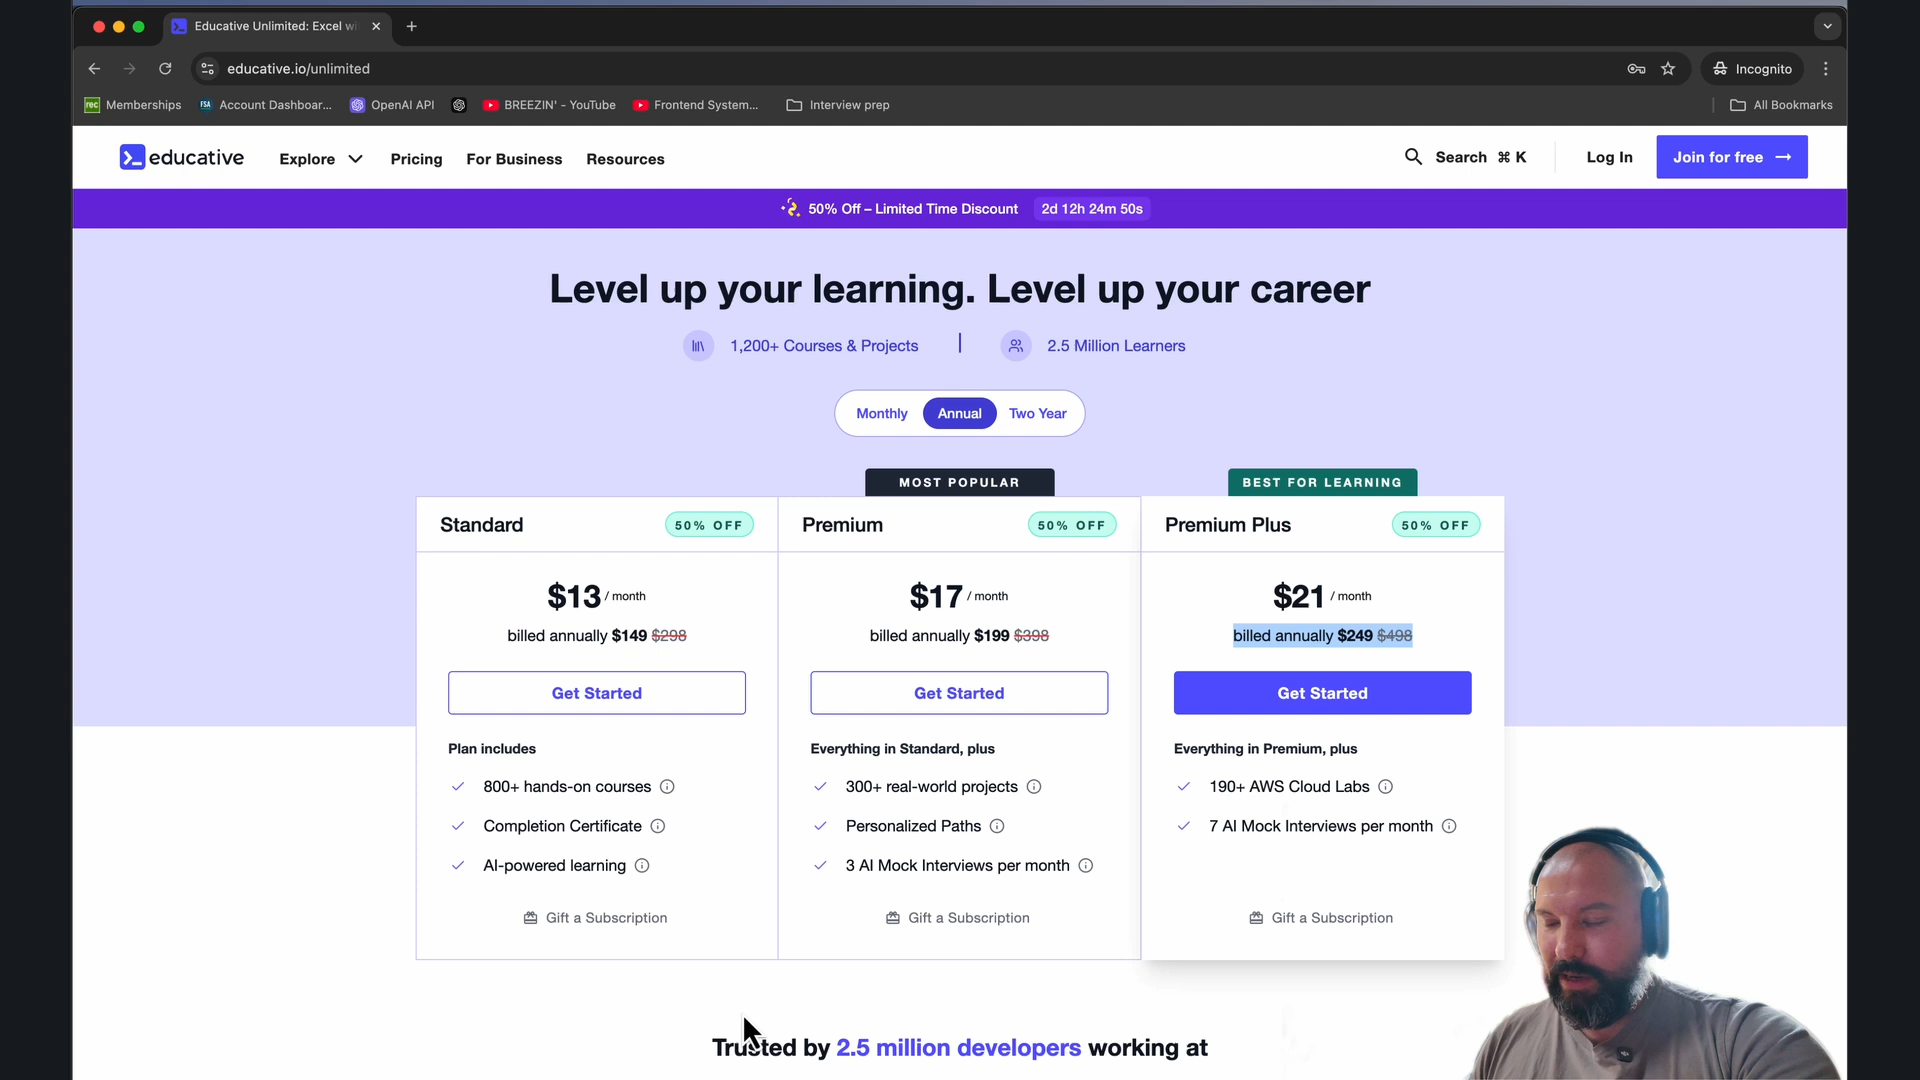 Educative Unlimited: Excel wi
educative.io/unlimited
Incognito
Memberships
FSA
Account Dashboar...
OpenAI API
BREEZIN' - YouTube
Frontend System...
Interview prep
All Bookmarks
educative
Explore
Pricing
For Business
Resources
Search ⌘ K
Log In
Join for free →
50% Off – Limited Time Discount 2d 12h 24m 50s
Level up your learning. Level up your career
1,200+ Courses & Projects
2.5 Million Learners
Monthly
Annual
Two Year
MOST POPULAR
BEST FOR LEARNING
Standard 50% OFF
$13 / month
billed annually $149 $298
Get Started
Plan includes
800+ hands-on courses
Completion Certificate
AI-powered learning
Gift a Subscription
Premium 50% OFF
$17 / month
billed annually $199 $398
Get Started
Everything in Standard, plus
300+ real-world projects
Personalized Paths
3 AI Mock Interviews per month
Gift a Subscription
Premium Plus 50% OFF
$21 / month
billed annually $249 $498
Get Started
Everything in Premium, plus
190+ AWS Cloud Labs
7 AI Mock Interviews per month
Gift a Subscription
Trusted by 2.5 million developers working at